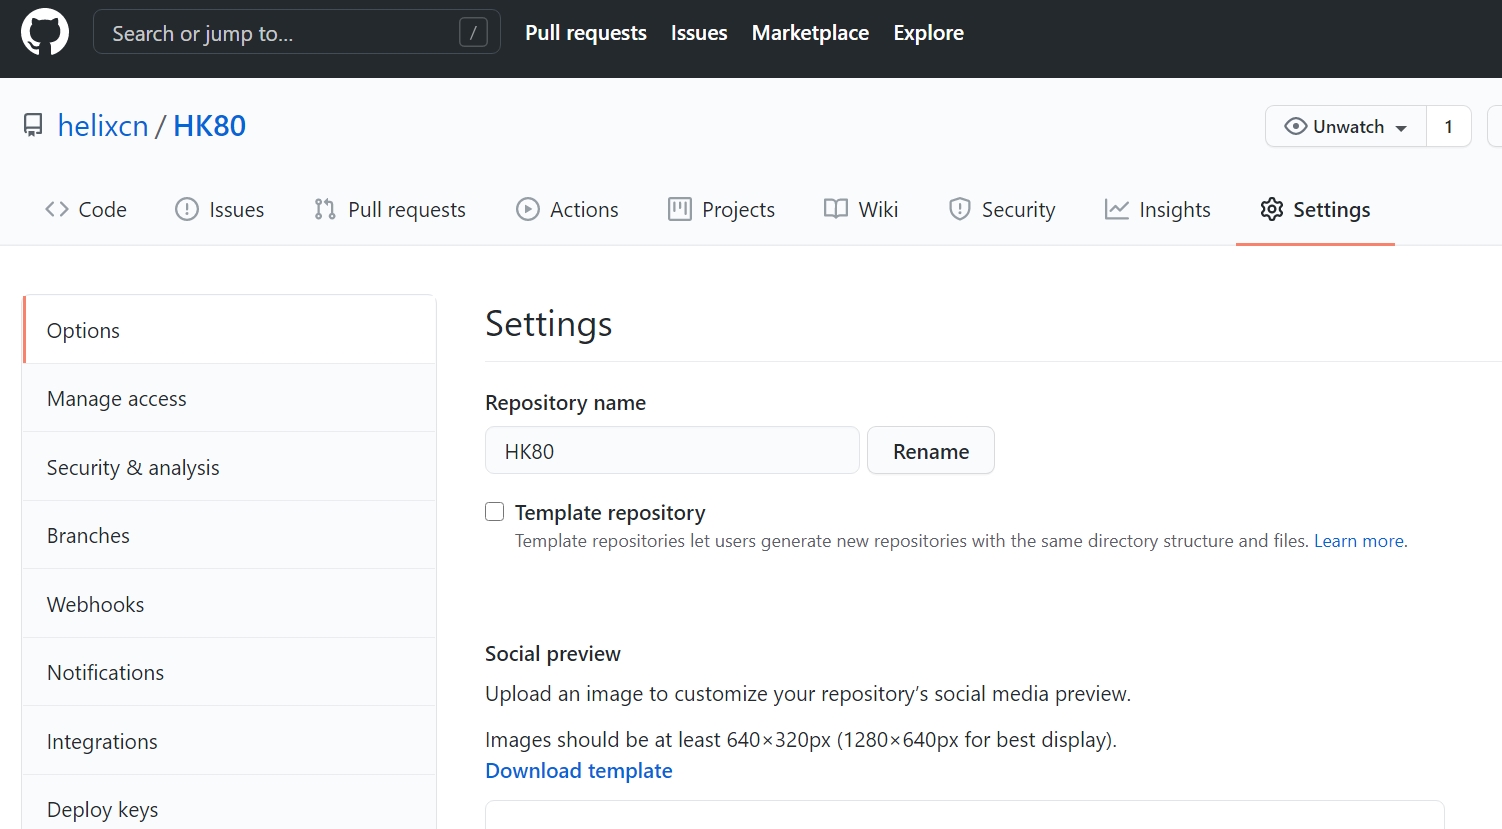 Search or jump to... /
Pull requests Issues Marketplace Explore
helixcn / HK80
Unwatch 1
Code Issues Pull requests Actions Projects Wiki Security Insights Settings
Options
Manage access
Security & analysis
Branches
Webhooks
Notifications
Integrations
Deploy keys
Settings
Repository name
HK80 Rename
Template repository
Template repositories let users generate new repositories with the same directory structure and files. Learn more.
Social preview
Upload an image to customize your repository’s social media preview.
Images should be at least 640×320px (1280×640px for best display).
Download template